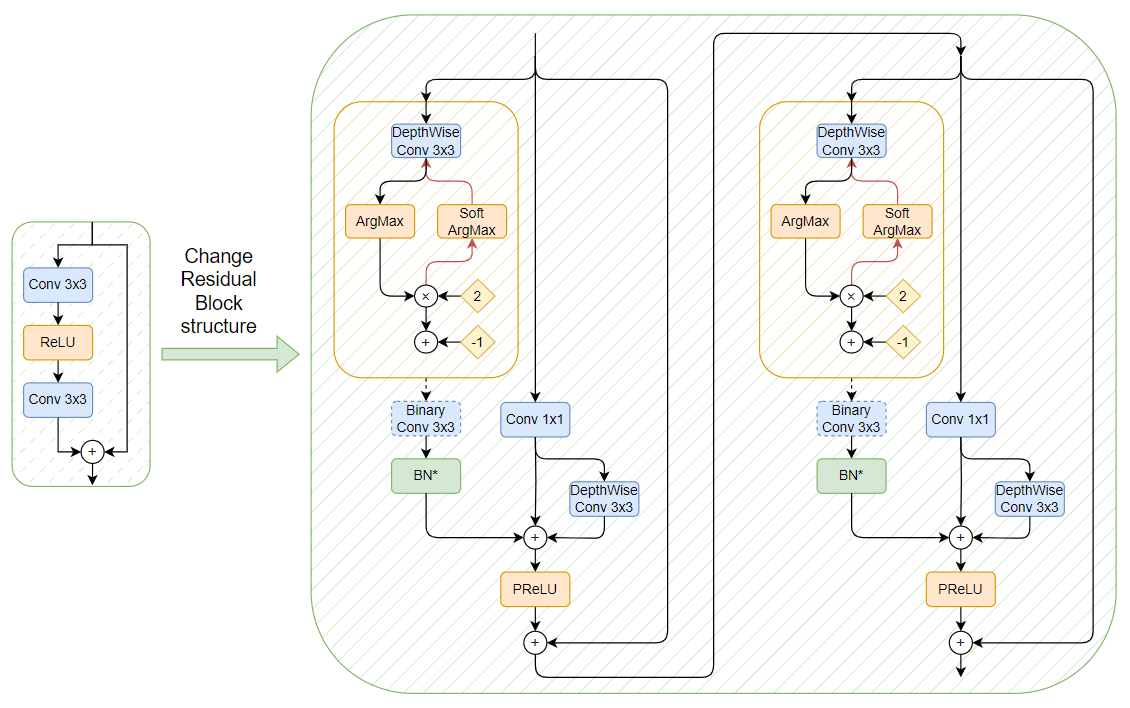 Conv 3x3
ReLU
Conv 3x3
+
Change
Residual
Block
structure
DepthWise
Conv 3x3
ArgMax
Soft
ArgMax
×
2
+
-1
Binary
Conv 3x3
BN*
Conv 1x1
DepthWise
Conv 3x3
+
PReLU
+
DepthWise
Conv 3x3
ArgMax
Soft
ArgMax
×
2
+
-1
Binary
Conv 3x3
BN*
Conv 1x1
DepthWise
Conv 3x3
+
PReLU
+